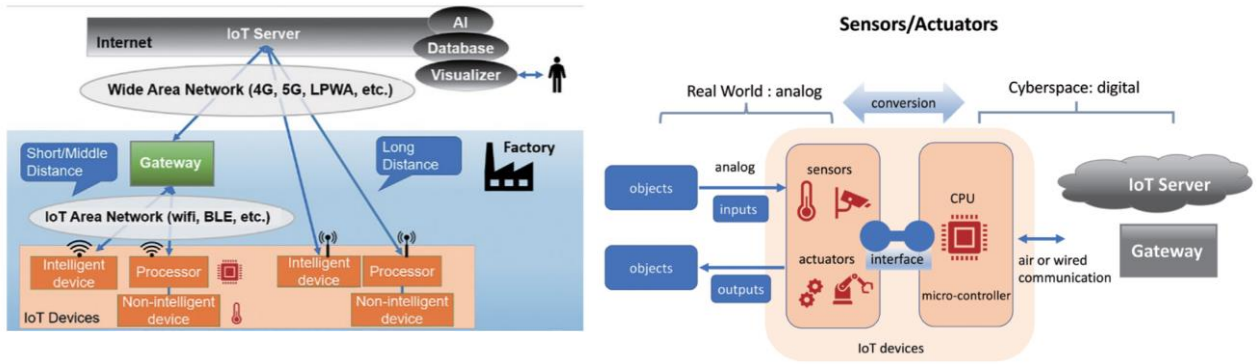 AI
IoT Server
Internet
Database
Visualizer
Wide Area Network (4G, 5G, LPWA, etc.)
Short/Middle
Distance
Gateway
Long
Distance
Factory
IoT Area Network (wifi, BLE, etc.)
Intelligent
device
Processor
Intelligent
device
Processor
Non-intelligent
device
Non-intelligent
device
IoT Devices
Sensors/Actuators
Real World : analog
conversion
Cyberspace: digital
objects
analog
inputs
sensors
CPU
IoT Server
objects
outputs
actuators
interface
micro-controller
air or wired
communication
Gateway
IoT devices